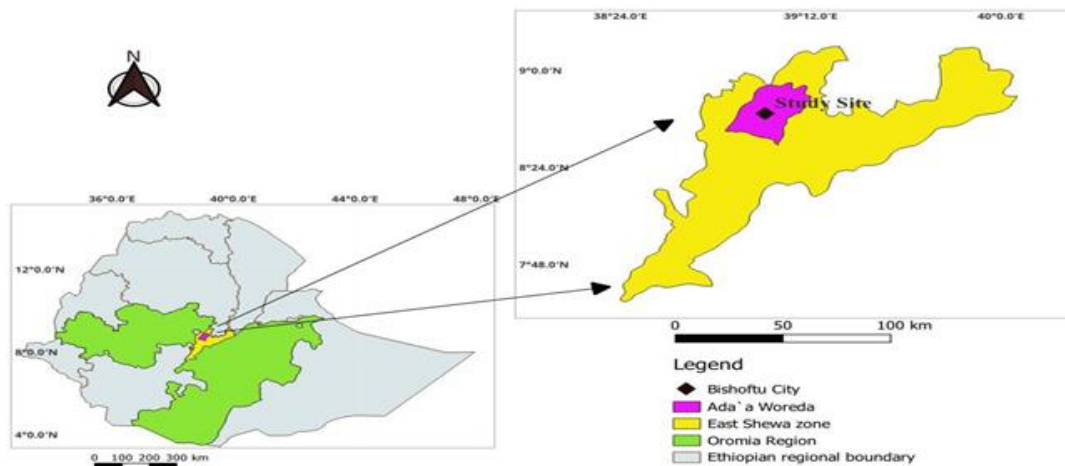 38°24.0'E 39°12.0'E 40°0.0'E
N
9°0.0'N
Study Site
8°24.0'N
36°0.0'E 40°0.0'E 44°0.0'E 48°0.0'E
12°0.0'N
7°48.0'N
8°0.0'N
0 50 100 km
Legend
Bishoftu City
Ada`a Woreda
East Shewa zone
Oromia Region
Ethiopian regional boundary
4°0.0'N
0 100 200 300 km